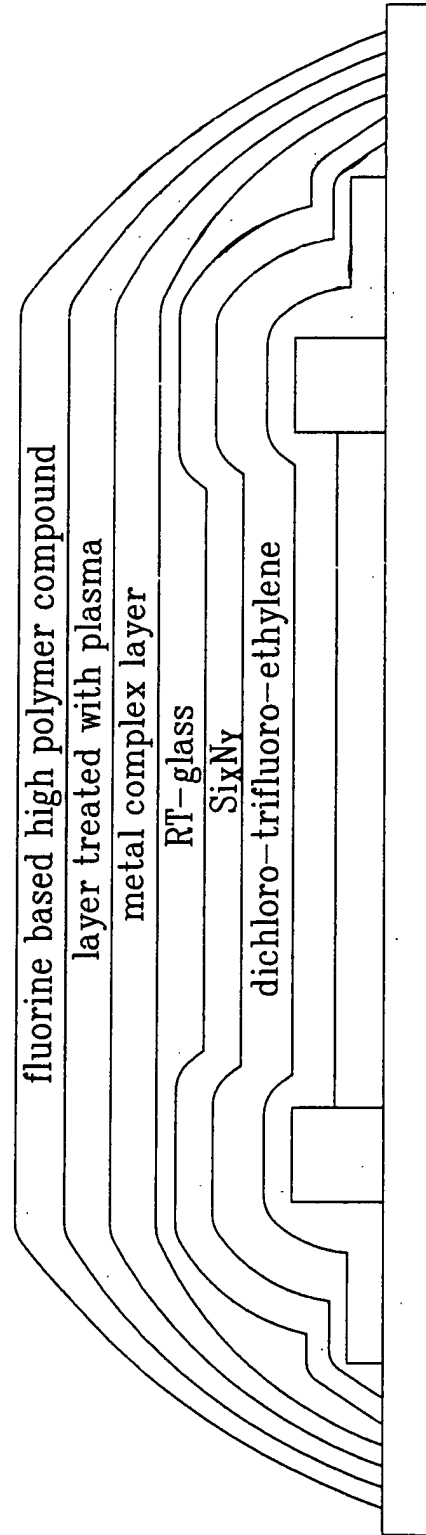 fluorine based high polymer compound
layer treated with plasma
metal complex layer
RT-glass
SiXNY
dichloro-trifluoro-ethylene